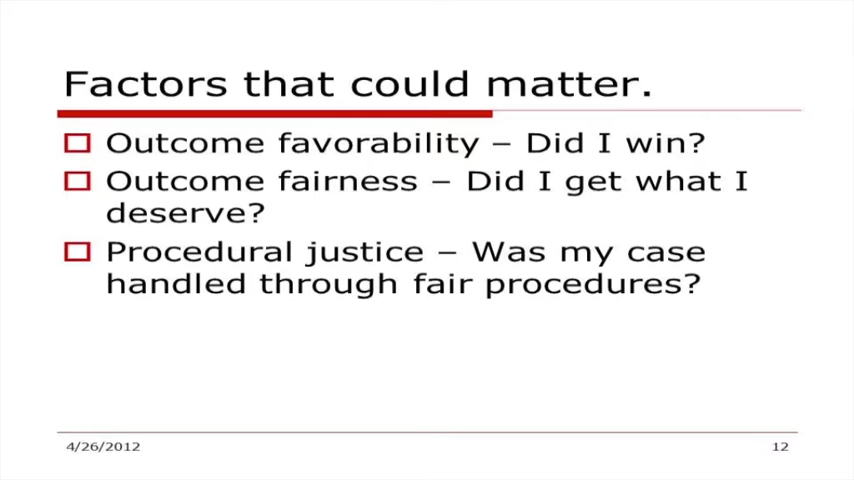 Factors that could matter.
Outcome favorability – Did I win?
Outcome fairness – Did I get what I
deserve?
Procedural justice – Was my case
handled through fair procedures?
4/26/2012
12